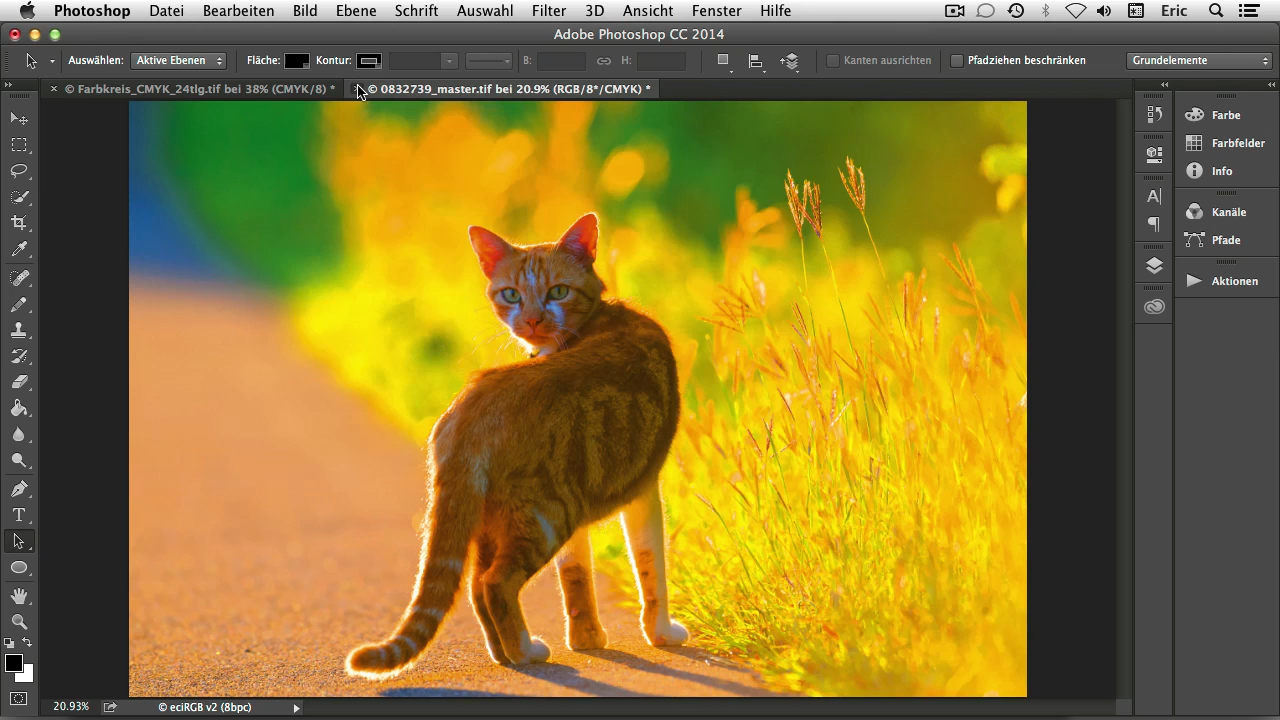 Photoshop Datei Bearbeiten Bild Ebene Schrift Auswahl Filter 3D Ansicht Fenster Hilfe Eric
Adobe Photoshop CC 2014
Auswählen: Aktive Ebenen Fläche: Kontur: B: H: Kanten ausrichten Pfadziehen beschränken Grundelemente
× © Farbkreis_CMYK_24tlg.tif bei 38% (CMYK/8) * © 0832739_master.tif bei 20.9% (RGB/8*/CMYK) *
Farbe
Farbfelder
Info
Kanäle
Pfade
Aktionen
20.93% © eciRGB v2 (8bpc)